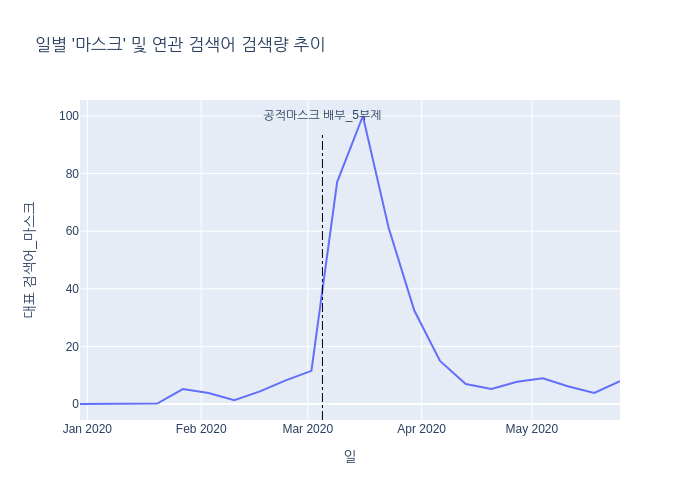 일별 '마스크' 및 연관 검색어 검색량 추이
공적마스크 배부_5부제
100
80
60
40
20
0
대표 검색어_마스크
Jan 2020
Feb 2020
Mar 2020
Apr 2020
May 2020
일